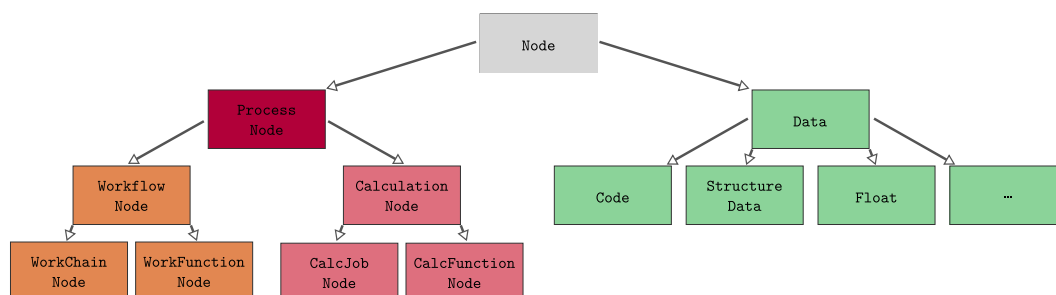 Node
Process
Node
Data
Workflow
Node
Calculation
Node
Code
Structure
Data
Float
…
WorkChain
Node
WorkFunction
Node
CalcJob
Node
CalcFunction
Node